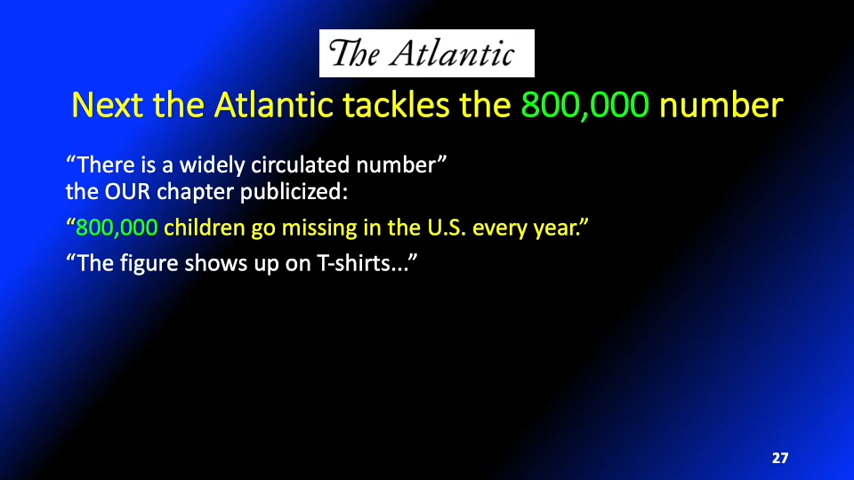 The Atlantic
Next the Atlantic tackles the 800,000 number
“There is a widely circulated number”
the OUR chapter publicized:
“800,000 children go missing in the U.S. every year.”
“The figure shows up on T-shirts...”
27